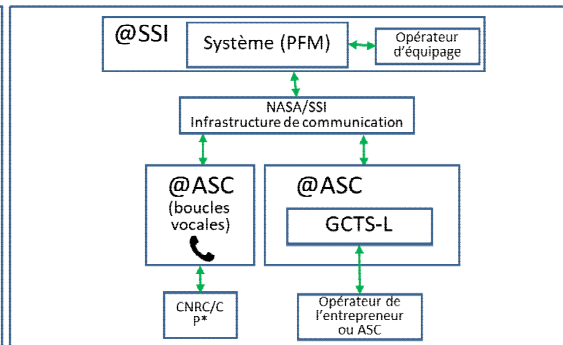 @SSI
Système (PFM)
Opérateur
d'équipage
NASA/SSI
Infrastructure de communication
@ASC
(boucles
vocales)
@ASC
GCTS-L
CNRC/C
P*
Opérateur de
l'entrepreneur
ou ASC